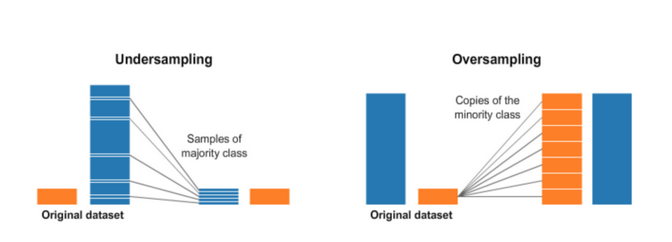 Undersampling
Samples of
majority class
Original dataset
Oversampling
Copies of the
minority class
Original dataset